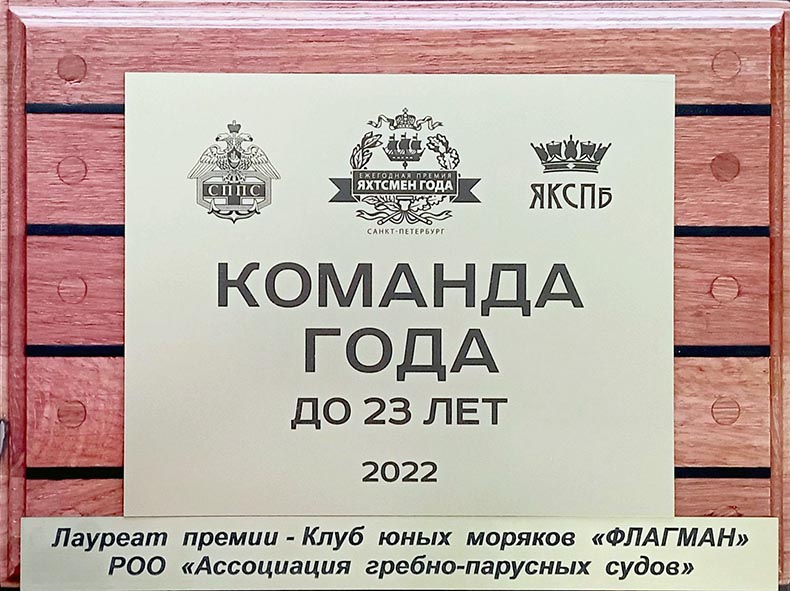 СППС
ЕЖЕГОДНАЯ ПРЕМИЯ
ЯХТСМЕН ГОДА
САНКТ-ПЕТЕРБУРГ
ЯКСПб
КОМАНДА
ГОДА
ДО 23 ЛЕТ
2022
Лауреат премии - Клуб юных моряков «ФЛАГМАН»
РОО «Ассоциация гребно-парусных судов»